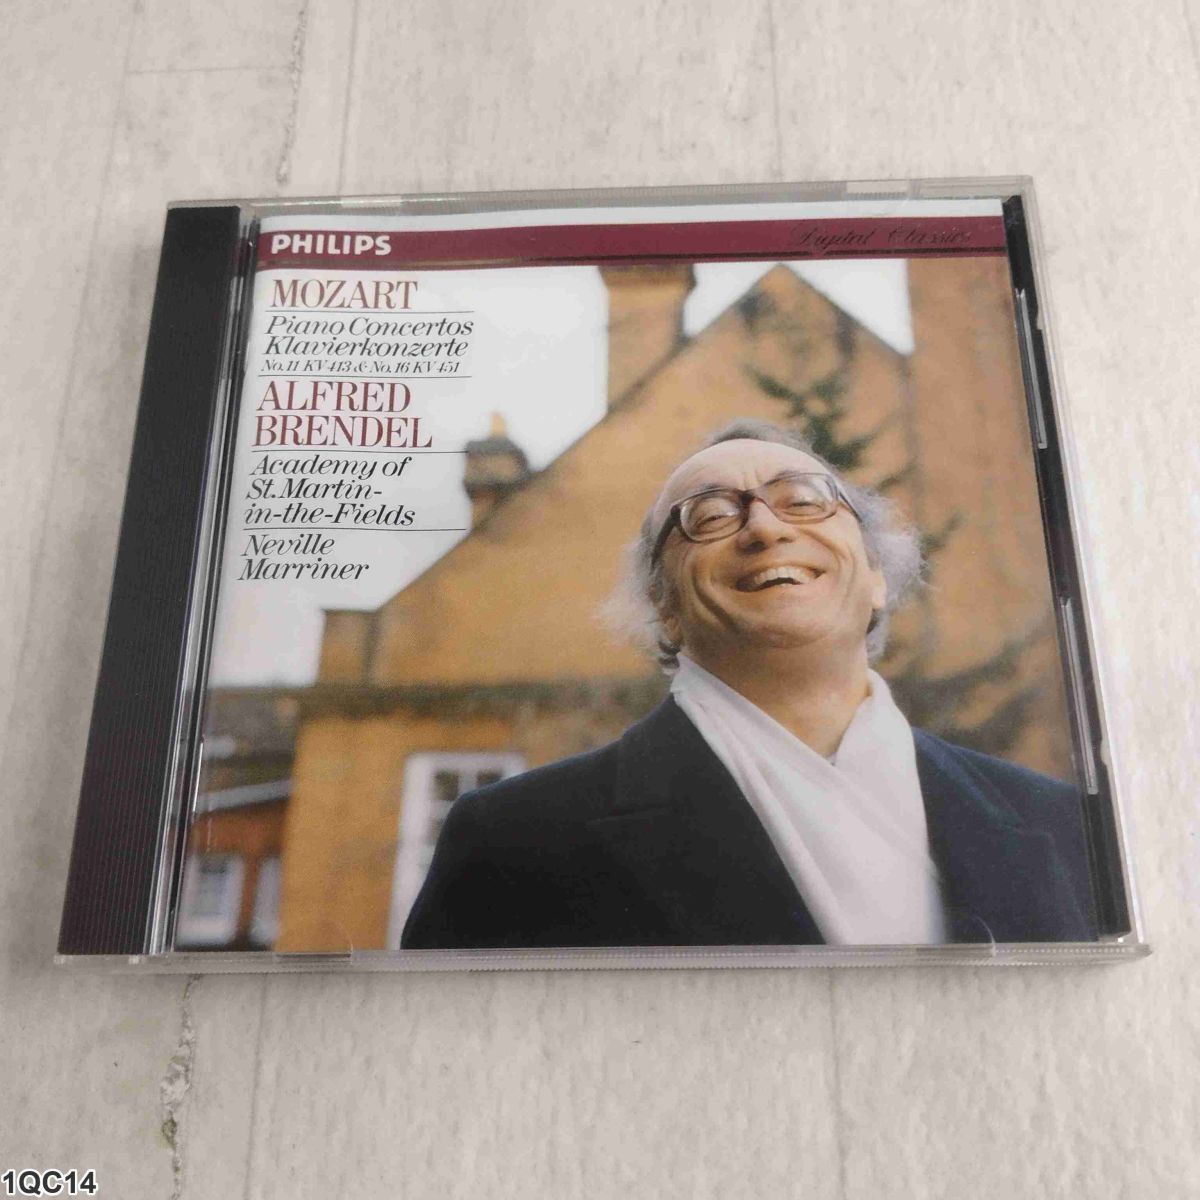 PHILIPS
Digital Classics
MOZART
Piano Concertos
Klavierkonzerte
No. 11 KV 413 & No. 16 KV 451
ALFRED
BRENDEL
Academy of
St. Martin-
in-the-Fields
Neville
Marriner
1QC14